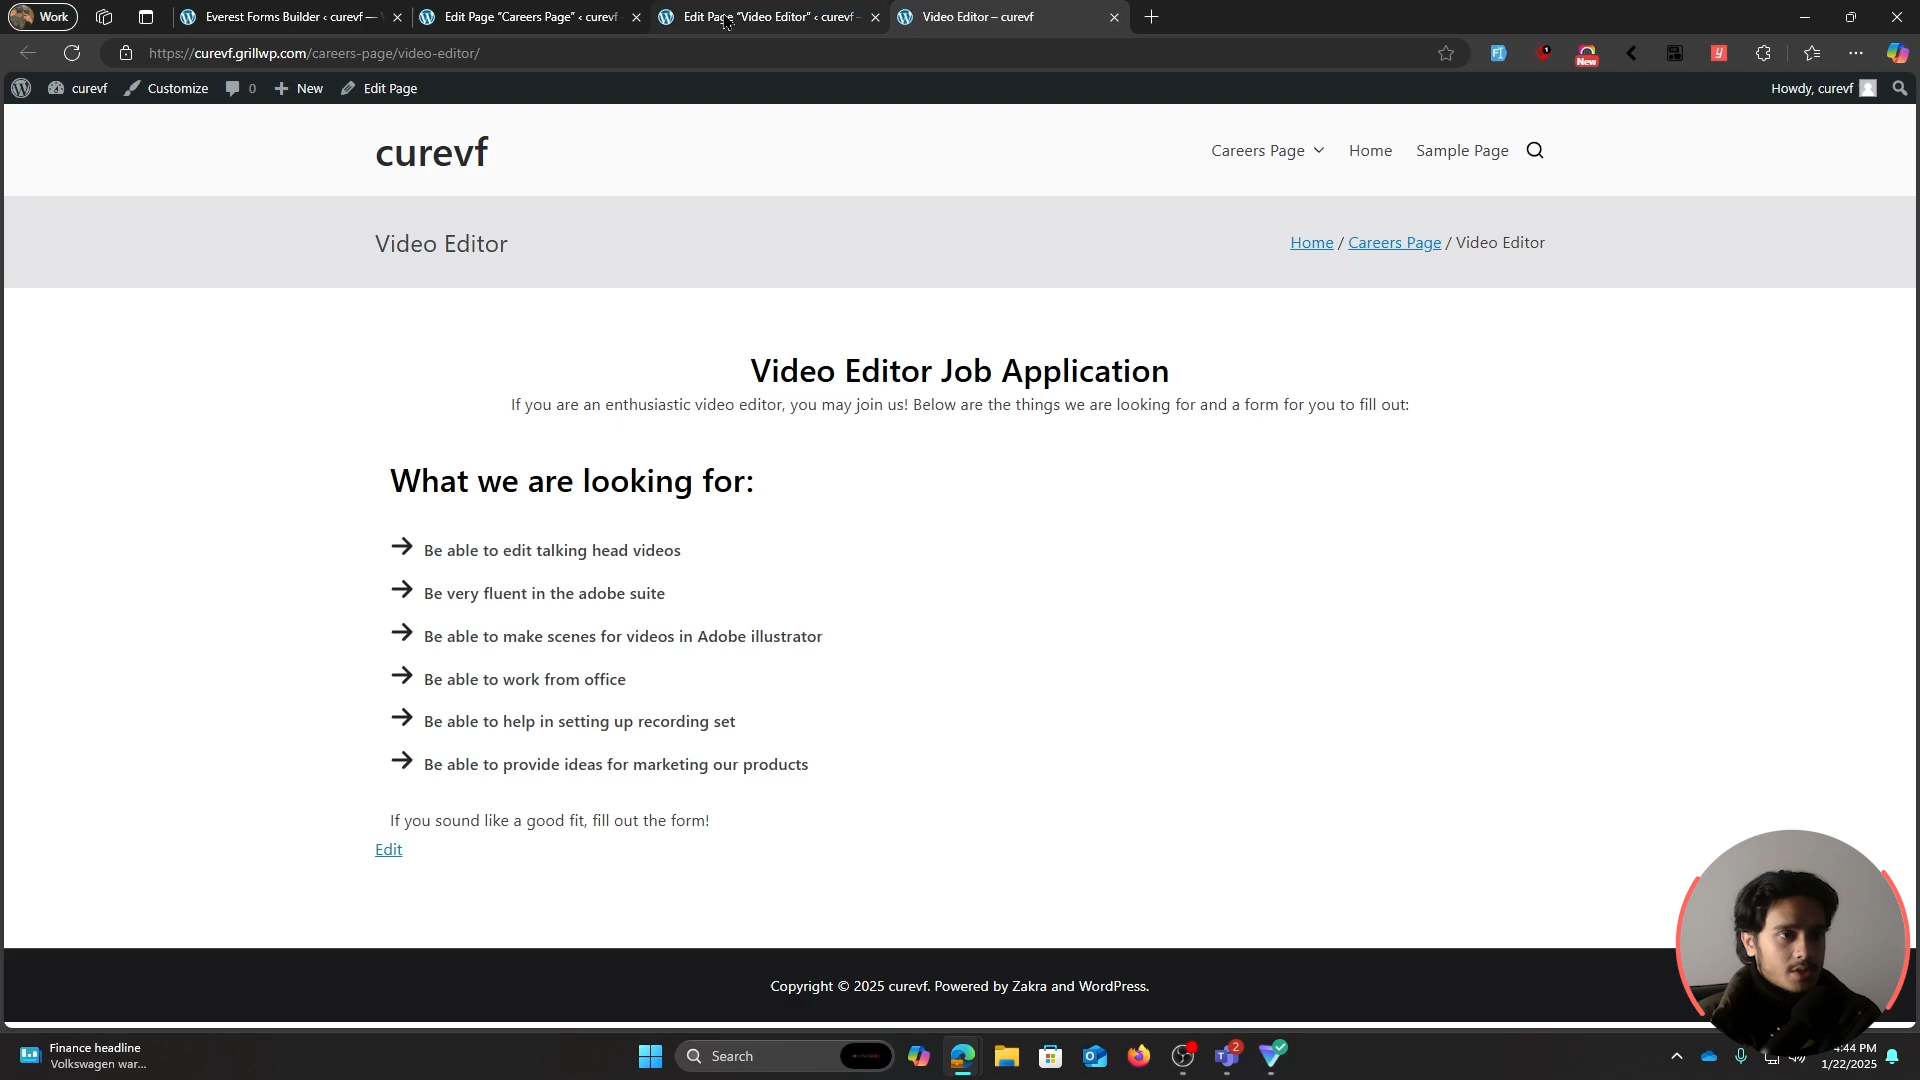 Work
Everest Forms Builder ‹ curevf —
Edit Page "Careers Page" ‹ curevf
Edit Page "Video Editor" ‹ curevf
Video Editor – curevf
https://curevf.grillwp.com/careers-page/video-editor/
1
New
y
curevf
Customize
0
New
Edit Page
Howdy, curevf
curevf
Careers Page
Home
Sample Page
Video Editor
Home / Careers Page / Video Editor
Video Editor Job Application
If you are an enthusiastic video editor, you may join us! Below are the things we are looking for and a form for you to fill out:
What we are looking for:
Be able to edit talking head videos
Be very fluent in the adobe suite
Be able to make scenes for videos in Adobe illustrator
Be able to work from office
Be able to help in setting up recording set
Be able to provide ideas for marketing our products
If you sound like a good fit, fill out the form!
Edit
Copyright © 2025 curevf. Powered by Zakra and WordPress.
Finance headline
Volkswagen war...
Search
2
4:44 PM
1/22/2025